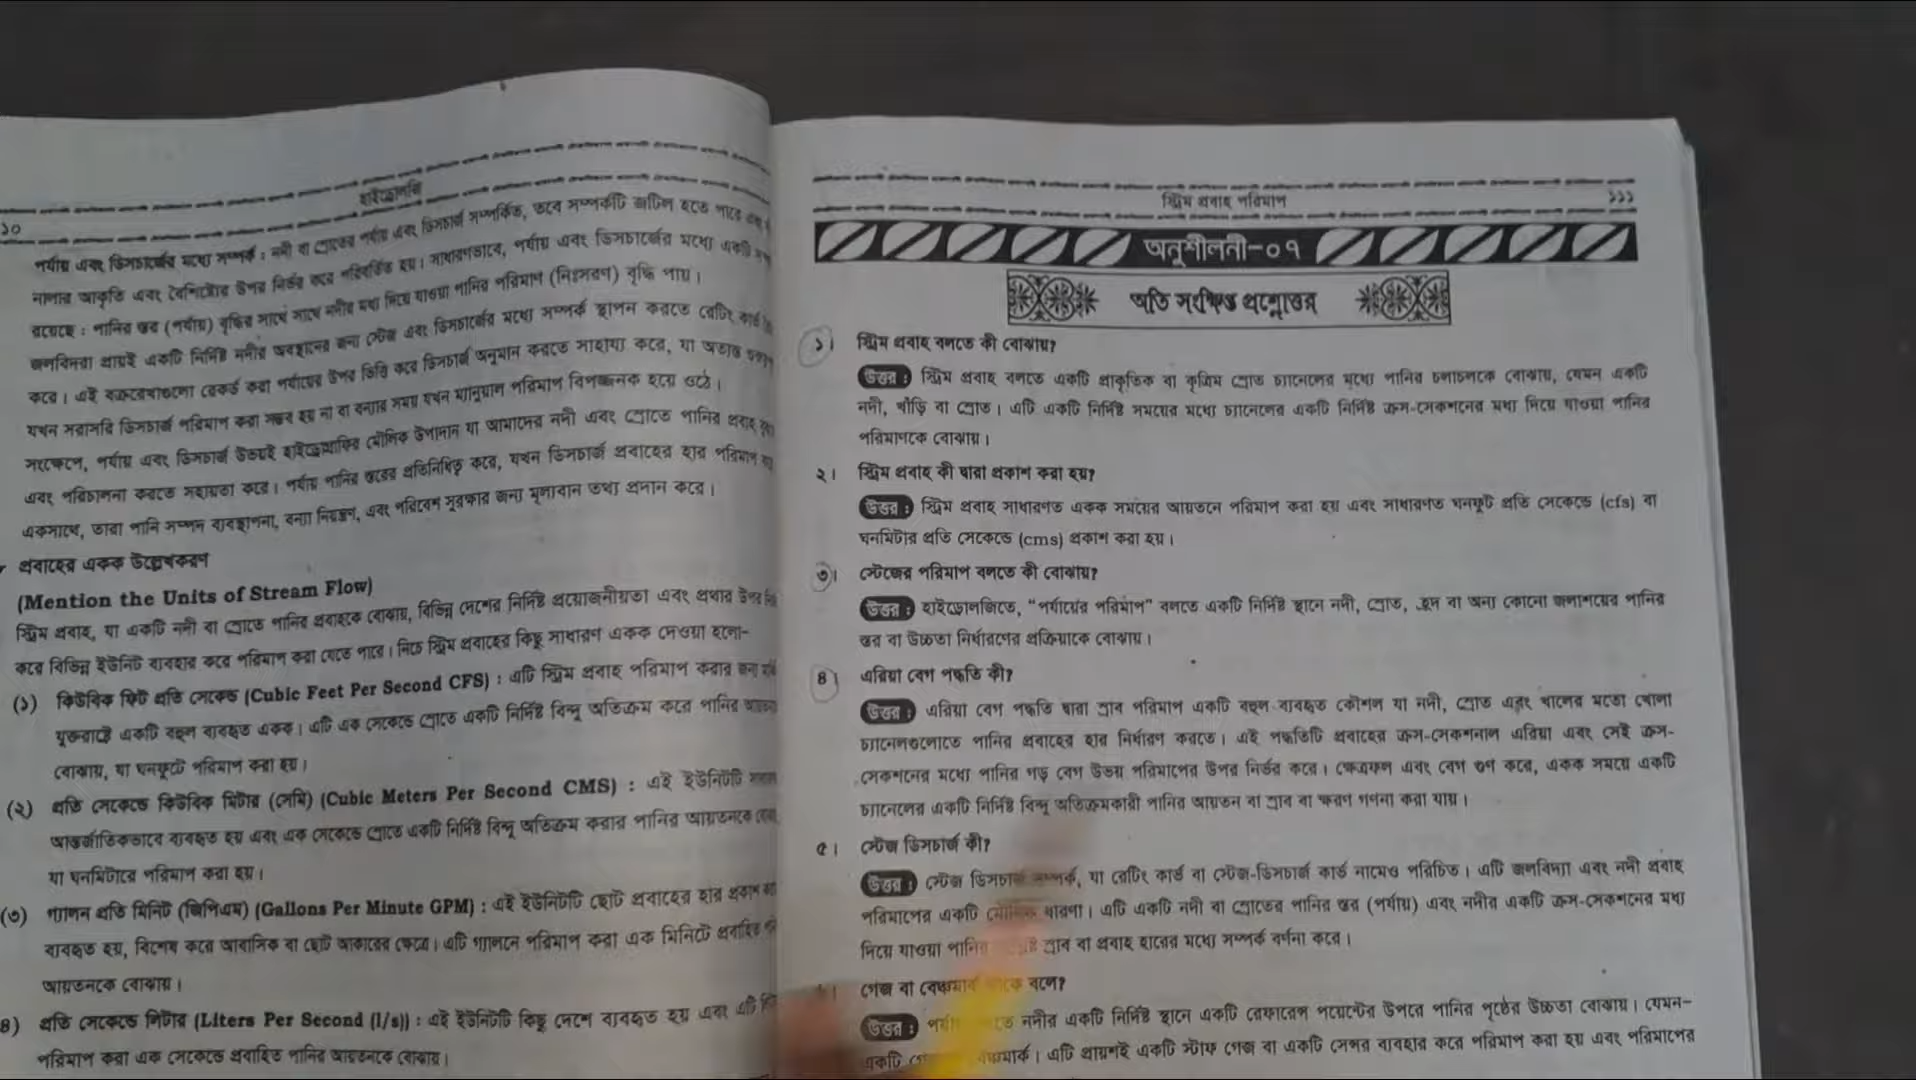 ১০
হাইড্রোলজি
পর্যায় এবং ডিসচার্জের মধ্যে সম্পর্ক : নদী বা স্রোতের পর্যায় এবং ডিসচার্জ সম্পর্কিত, তবে সম্পর্কটি জটিল হতে পারে এবং
নালার আকৃতি এবং বৈশিষ্ট্যের উপর নির্ভর করে পরিবর্তিত হয়। সাধারণভাবে, পর্যায় এবং ডিসচার্জের মধ্যে একটি
রয়েছে : পানির স্তর (পর্যায়) বৃদ্ধির সাথে সাথে নদীর মধ্য দিয়ে যাওয়া পানির পরিমাণ (নিঃসরণ) বৃদ্ধি পায়।
জলবিদরা প্রায়ই একটি নির্দিষ্ট নদীর অবস্থানের জন্য স্টেজ এবং ডিসচার্জের মধ্যে সম্পর্ক স্থাপন করতে রেটিং কার্ভ
করে। এই বক্ররেখাগুলো রেকর্ড করা পর্যায়ের উপর ভিত্তি করে ডিসচার্জ অনুমান করতে সাহায্য করে, যা অত্যন্ত
যখন সরাসরি ডিসচার্জ পরিমাপ করা সম্ভব হয় না বা বন্যার সময় যখন ম্যানুয়াল পরিমাপ বিপজ্জনক হয়ে ওঠে।
সংক্ষেপে, পর্যায় এবং ডিসচার্জ উভয়ই হাইড্রোগ্রাফির মৌলিক উপাদান যা আমাদের নদী এবং স্রোতে পানির প্রবাহ
এবং পরিচালনা করতে সহায়তা করে। পর্যায় পানির স্তরের প্রতিনিধিত্ব করে, যখন ডিসচার্জ প্রবাহের হার পরিমাপ
একসাথে, তারা পানি সম্পদ ব্যবস্থাপনা, বন্যা নিয়ন্ত্রণ, এবং পরিবেশ সুরক্ষার জন্য মূল্যবান তথ্য প্রদান করে।
প্রবাহের একক উল্লেখকরণ
(Mention the Units of Stream Flow)
স্ট্রিম প্রবাহ, যা একটি নদী বা স্রোতে পানির প্রবাহকে বোঝায়, বিভিন্ন দেশের নির্দিষ্ট প্রয়োজনীয়তা এবং প্রথার উপর
করে বিভিন্ন ইউনিট ব্যবহার করে পরিমাপ করা যেতে পারে। নিচে স্ট্রিম প্রবাহের কিছু সাধারণ একক দেওয়া হলো-
(১) কিউবিক ফিট প্রতি সেকেন্ড (Cubic Feet Per Second CFS) : এটি স্ট্রিম প্রবাহ পরিমাপ করার জন্য
যুক্তরাষ্ট্রে একটি বহুল ব্যবহৃত একক। এটি এক সেকেন্ডে স্রোতে একটি নির্দিষ্ট বিন্দু অতিক্রম করে পানির
বোঝায়, যা ঘনফুটে পরিমাপ করা হয়।
(২) প্রতি সেকেন্ডে কিউবিক মিটার (সেমি) (Cubic Meters Per Second CMS) : এই ইউনিটটি
আন্তর্জাতিকভাবে ব্যবহৃত হয় এবং এক সেকেন্ডে স্রোতে একটি নির্দিষ্ট বিন্দু অতিক্রম করার পানির আয়তনকে
যা ঘনমিটারে পরিমাপ করা হয়।
(৩) গ্যালন প্রতি মিনিট (জিপিএম) (Gallons Per Minute GPM) : এই ইউনিটটি ছোট প্রবাহের হার প্রকাশ
ব্যবহৃত হয়, বিশেষ করে আবাসিক বা ছোট আকারের ক্ষেত্রে। এটি গ্যালনে পরিমাপ করা এক মিনিটে প্রবাহিত
আয়তনকে বোঝায়।
৪) প্রতি সেকেন্ডে লিটার (Liters Per Second (l/s)) : এই ইউনিটটি কিছু দেশে ব্যবহৃত হয় এবং এটি
পরিমাপ করা এক সেকেন্ডে প্রবাহিত পানির আয়তনকে বোঝায়।
স্ট্রিম প্রবাহ পরিমাপ
১১১
অনুশীলনী-০৭
অতি সংক্ষিপ্ত প্রশ্নোত্তর
১। স্ট্রিম প্রবাহ বলতে কী বোঝায়?
উত্তর : স্ট্রিম প্রবাহ বলতে একটি প্রাকৃতিক বা কৃত্রিম স্রোত চ্যানেলের মধ্যে পানির চলাচলকে বোঝায়, যেমন একটি
নদী, খাঁড়ি বা স্রোত। এটি একটি নির্দিষ্ট সময়ের মধ্যে চ্যানেলের একটি নির্দিষ্ট ক্রস-সেকশনের মধ্য দিয়ে যাওয়া পানির
পরিমাণকে বোঝায়।
২। স্ট্রিম প্রবাহ কী দ্বারা প্রকাশ করা হয়?
উত্তর : স্ট্রিম প্রবাহ সাধারণত একক সময়ের আয়তনে পরিমাপ করা হয় এবং সাধারণত ঘনফুট প্রতি সেকেন্ডে (cfs) বা
ঘনমিটার প্রতি সেকেন্ডে (cms) প্রকাশ করা হয়।
৩। স্টেজের পরিমাপ বলতে কী বোঝায়?
উত্তর : হাইড্রোলজিতে, “পর্যায়ের পরিমাপ” বলতে একটি নির্দিষ্ট স্থানে নদী, স্রোত, হ্রদ বা অন্য কোনো জলাশয়ের পানির
স্তর বা উচ্চতা নির্ধারণের প্রক্রিয়াকে বোঝায়।
৪। এরিয়া বেগ পদ্ধতি কী?
উত্তর : এরিয়া বেগ পদ্ধতি দ্বারা স্রাব পরিমাপ একটি বহুল ব্যবহৃত কৌশল যা নদী, স্রোত এবং খালের মতো খোলা
চ্যানেলগুলোতে পানির প্রবাহের হার নির্ধারণ করতে। এই পদ্ধতিটি প্রবাহের ক্রস-সেকশনাল এরিয়া এবং সেই ক্রস-
সেকশনের মধ্যে পানির গড় বেগ উভয় পরিমাপের উপর নির্ভর করে। ক্ষেত্রফল এবং বেগ গুণ করে, একক সময়ে একটি
চ্যানেলের একটি নির্দিষ্ট বিন্দু অতিক্রমকারী পানির আয়তন বা স্রাব বা ক্ষরণ গণনা করা যায়।
৫। স্টেজ ডিসচার্জ কী?
উত্তর : স্টেজ ডিসচার্জ সম্পর্ক, যা রেটিং কার্ভ বা স্টেজ-ডিসচার্জ কার্ভ নামেও পরিচিত। এটি জলবিদ্যা এবং নদী প্রবাহ
পরিমাপের একটি মৌলিক ধারণা। এটি একটি নদী বা স্রোতের পানির স্তর (পর্যায়) এবং নদীর একটি ক্রস-সেকশনের মধ্য
দিয়ে যাওয়া পানির স্রাব বা প্রবাহ হারের মধ্যে সম্পর্ক বর্ণনা করে।
গেজ বা বেঞ্চমার্ক কাকে বলে?
উত্তর : নদীর একটি নির্দিষ্ট স্থানে একটি রেফারেন্স পয়েন্টের উপরে পানির পৃষ্ঠের উচ্চতা বোঝায়। যেমন-
একটি বেঞ্চমার্ক। এটি প্রায়শই একটি স্টাফ গেজ বা একটি সেন্সর ব্যবহার করে পরিমাপ করা হয় এবং পরিমাপের